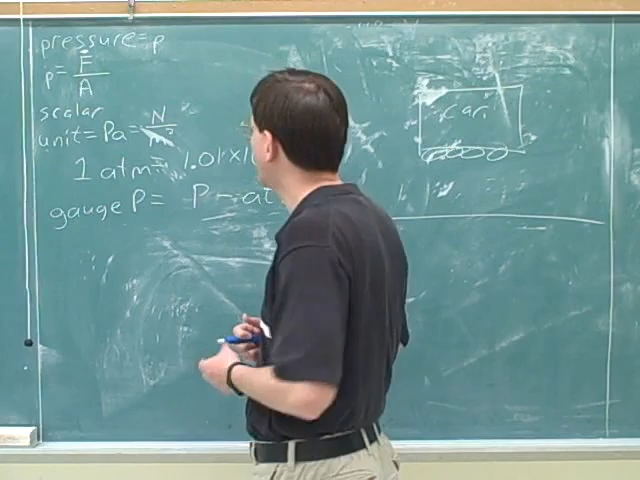 pressure = p
p = F
A
scalar
unit = Pa = N
m²
1 atm = 1.01×10
gauge P = P - at
car